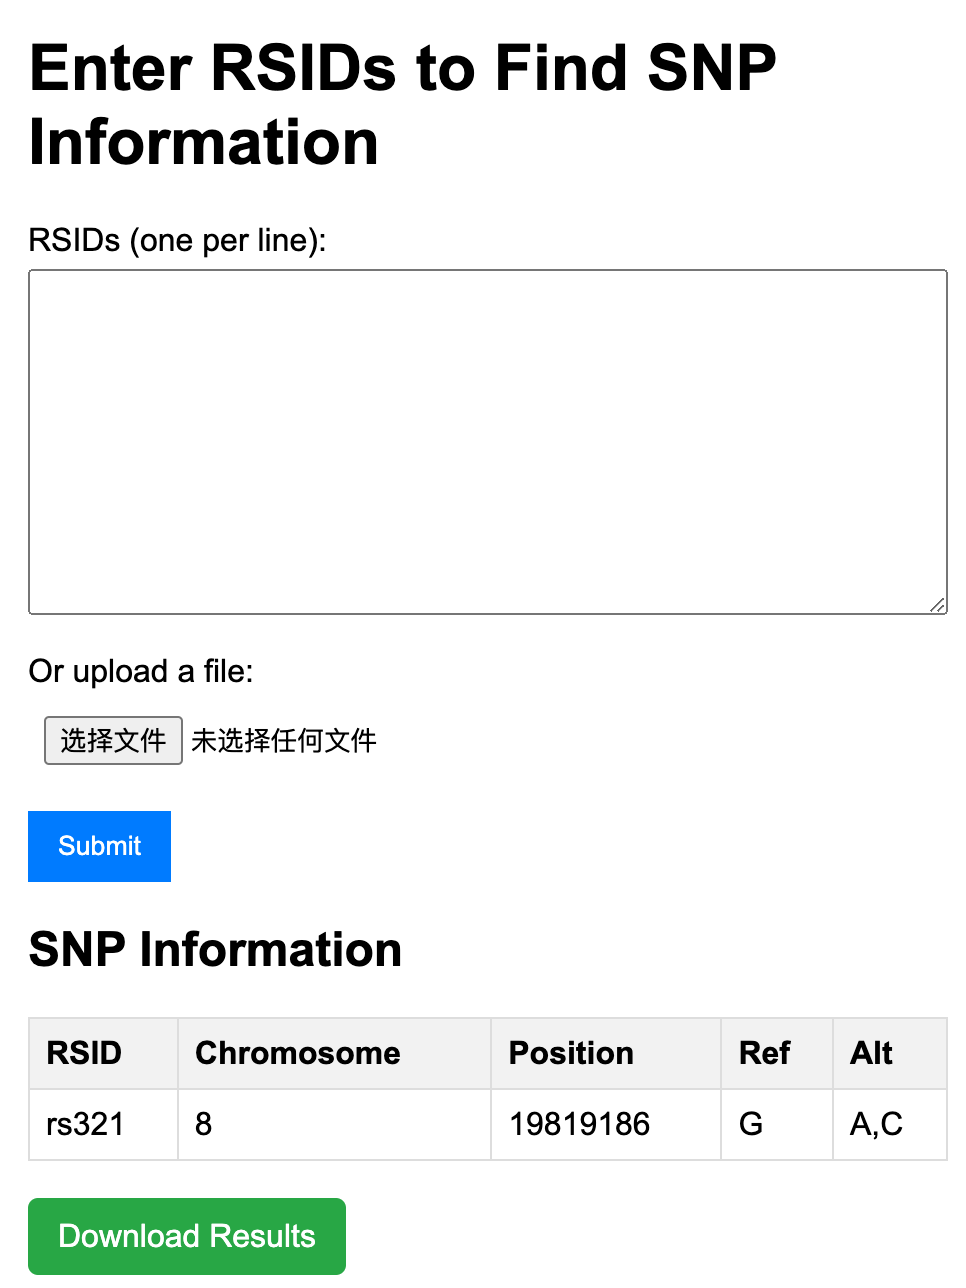 Enter RSIDs to Find SNP
Information
RSIDs (one per line):
Or upload a file:
选择文件 未选择任何文件
Submit
SNP Information
RSID Chromosome Position Ref Alt
rs321 8 19819186 G A,C
Download Results